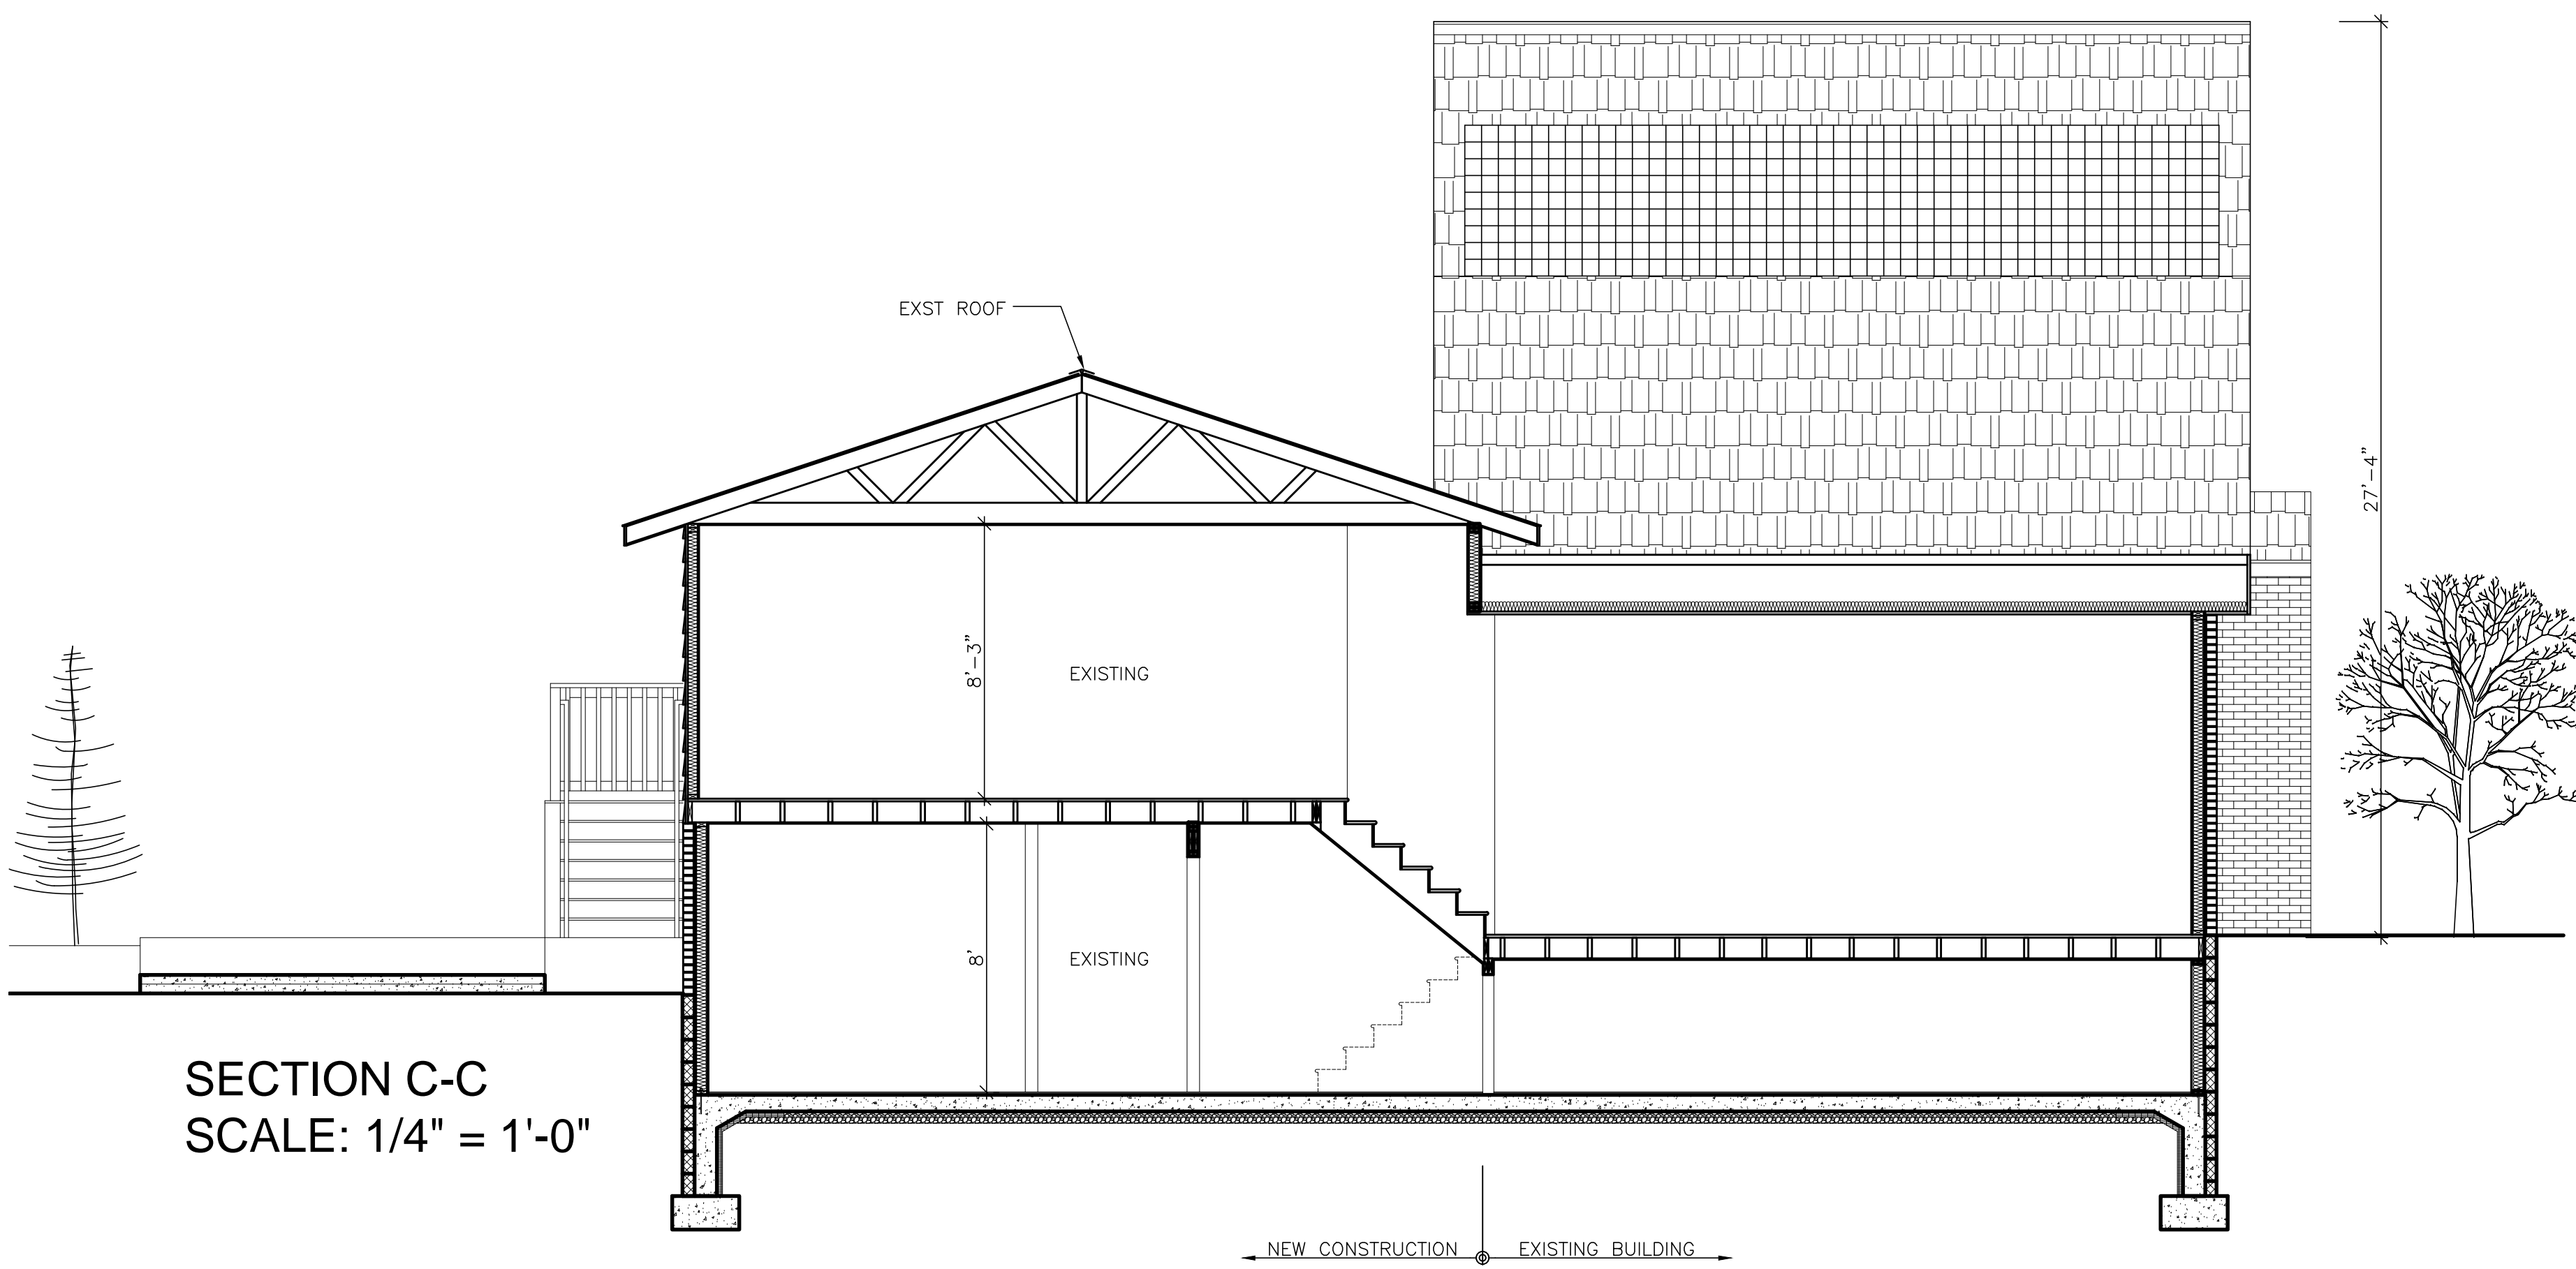 EXST ROOF
27'-4"
8'-3"
EXISTING
8'
EXISTING
SECTION C-C
SCALE: 1/4" = 1'-0"
NEW CONSTRUCTION
EXISTING BUILDING